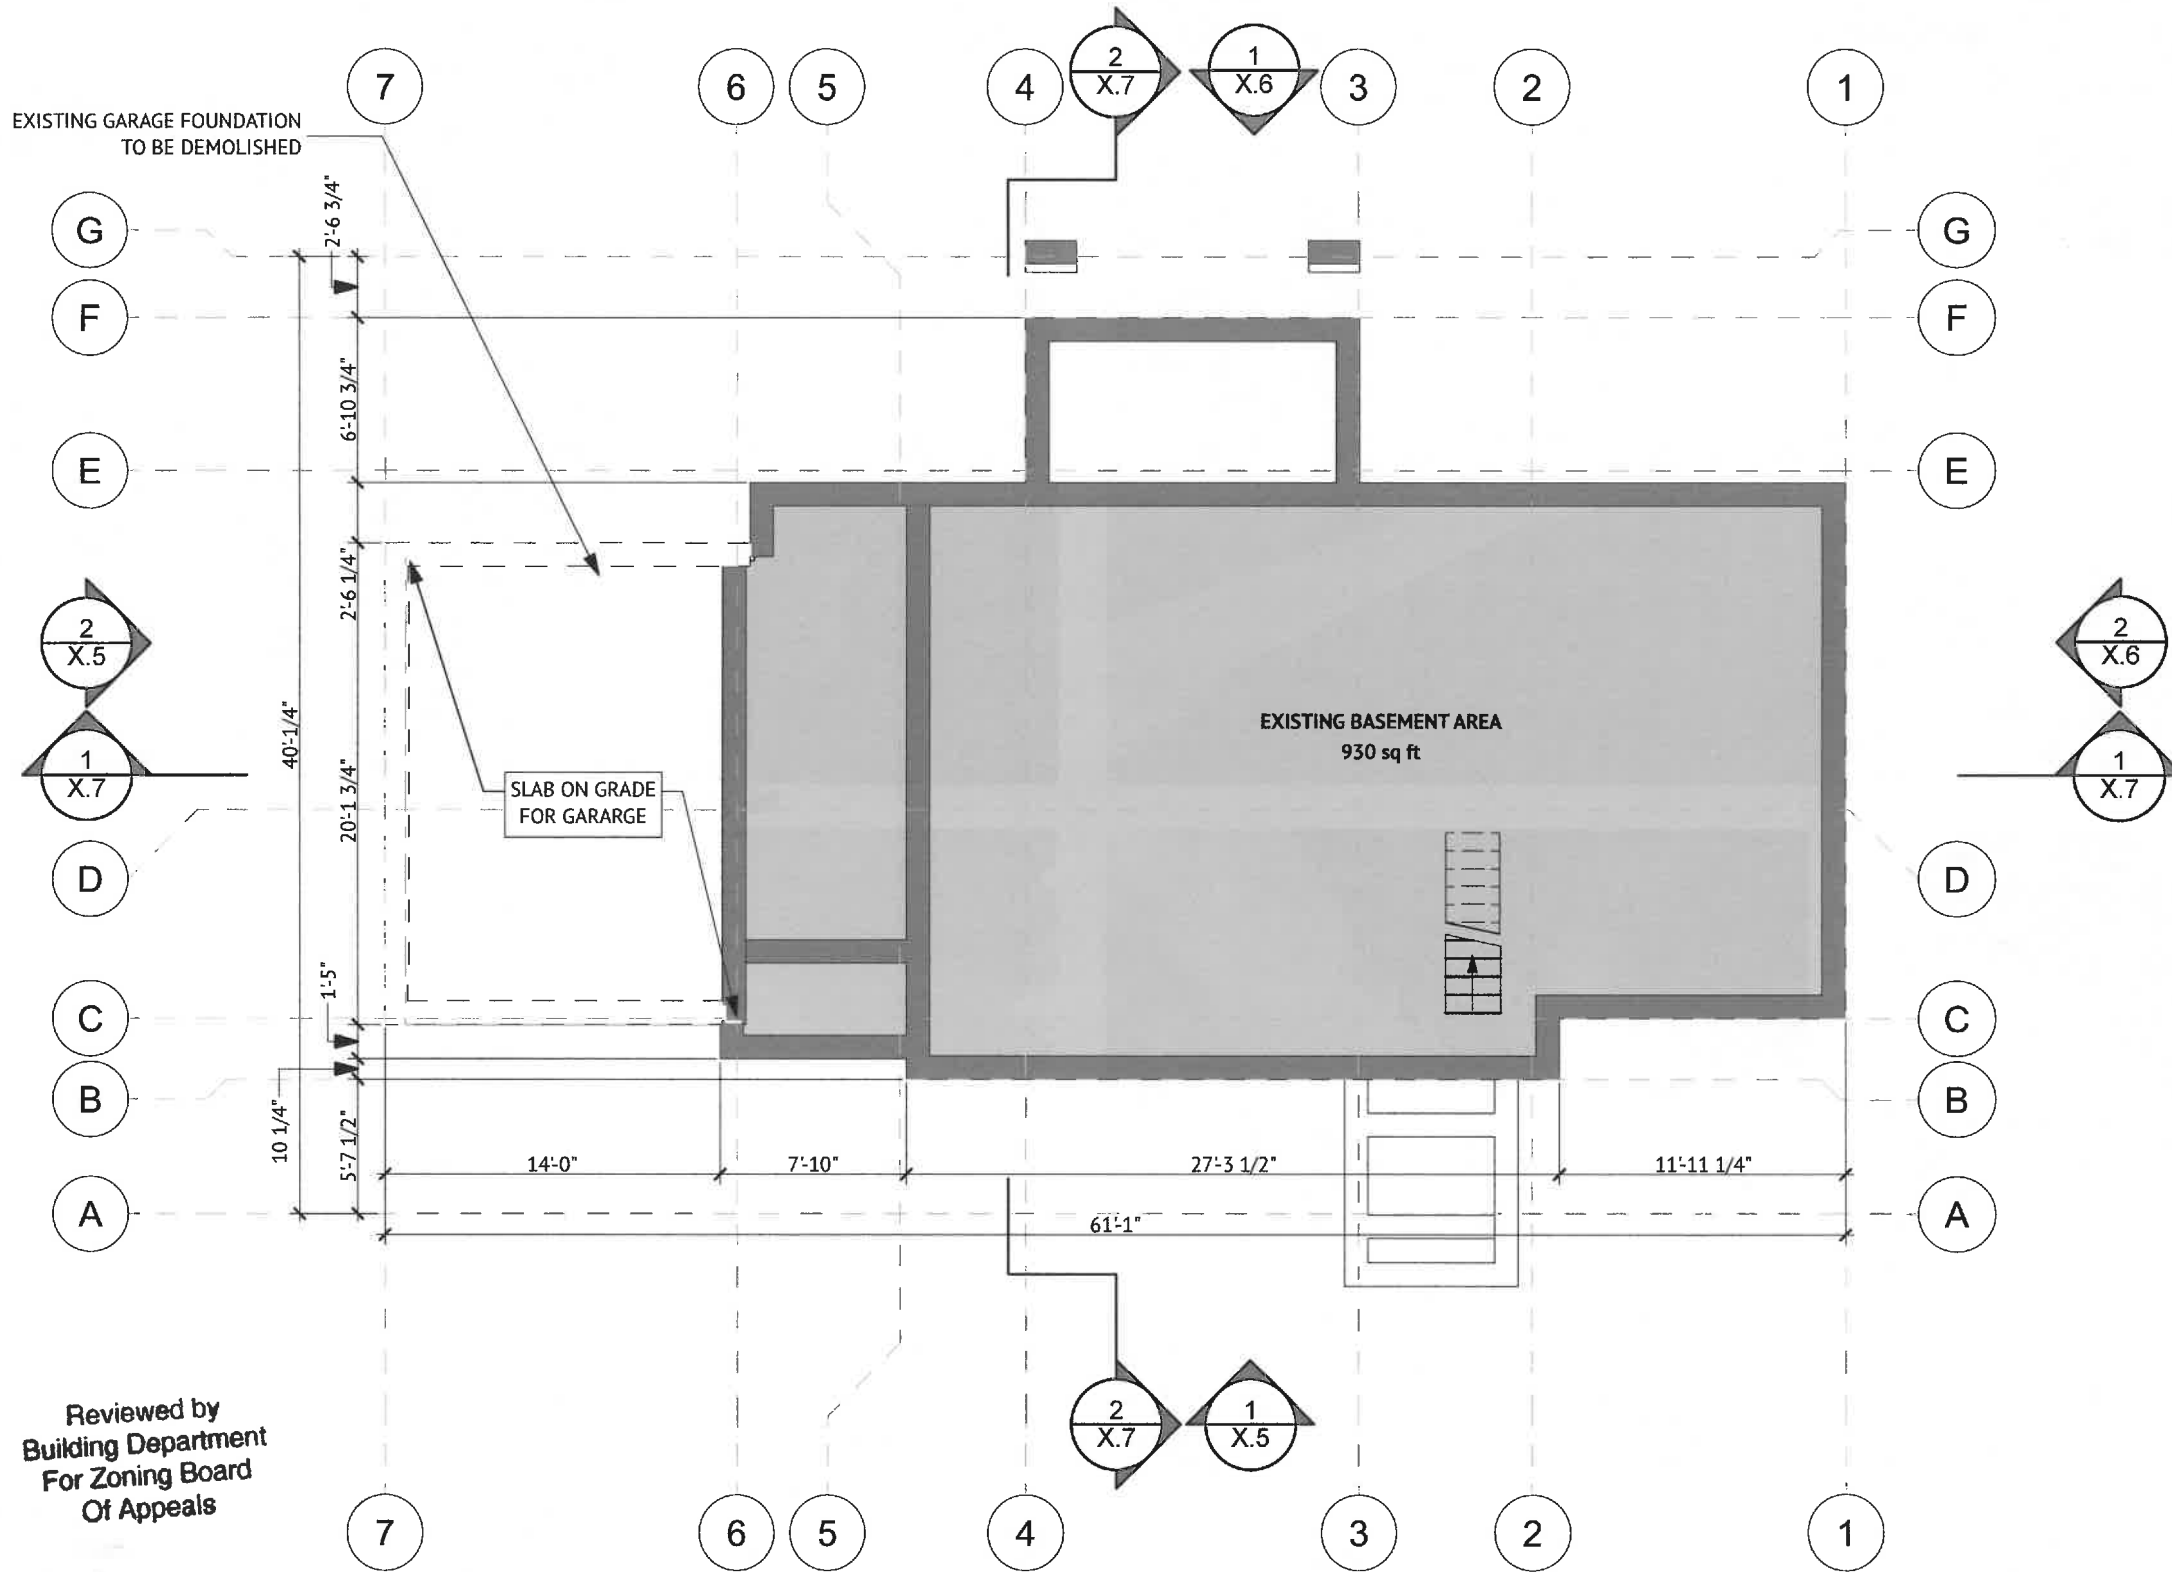 2
X.7
1
X.6
7
6
5
4
3
2
1
EXISTING GARAGE FOUNDATION
TO BE DEMOLISHED
2'-6 3/4"
G
G
F
F
6'-10 3/4"
E
E
2'-6 1/4"
2
X.5
2
X.6
40'-1/4"
EXISTING BASEMENT AREA
930 sq ft
1
X.7
1
X.7
20'-1 3/4"
SLAB ON GRADE
FOR GARARGE
D
D
1'-5"
C
C
B
B
10 1/4"
5'-7 1/2"
14'-0"
7'-10"
27'-3 1/2"
11'-11 1/4"
A
A
61'-1"
Reviewed by
Building Department
For Zoning Board
Of Appeals
2
X.7
1
X.5
7
6
5
4
3
2
1